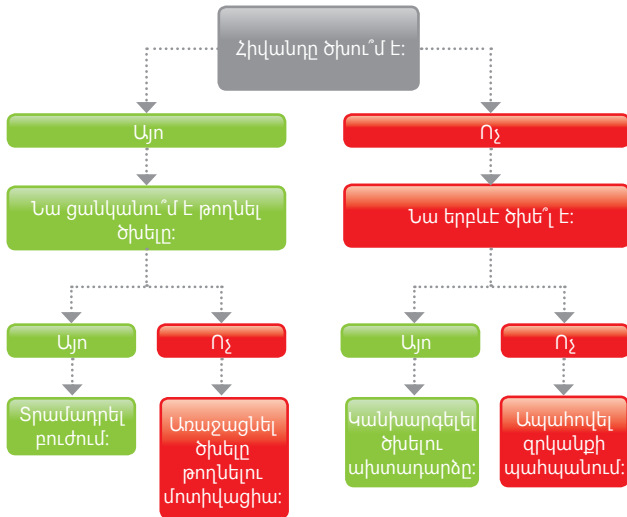 Հիվանդը ծխու՞մ է:
Այո
Ոչ
Նա ցանկանու՞մ է թողնել
ծխելը:
Նա երբևէ ծխե՞լ է:
Այո
Ոչ
Այո
Ոչ
Տրամադրել
բուժում:
Առաջացնել
ծխելը
թողնելու
մոտիվացիա:
Կանխարգելել
ծխելու
ախտադարձը:
Ապահովել
զրկանքի
պահպանում: